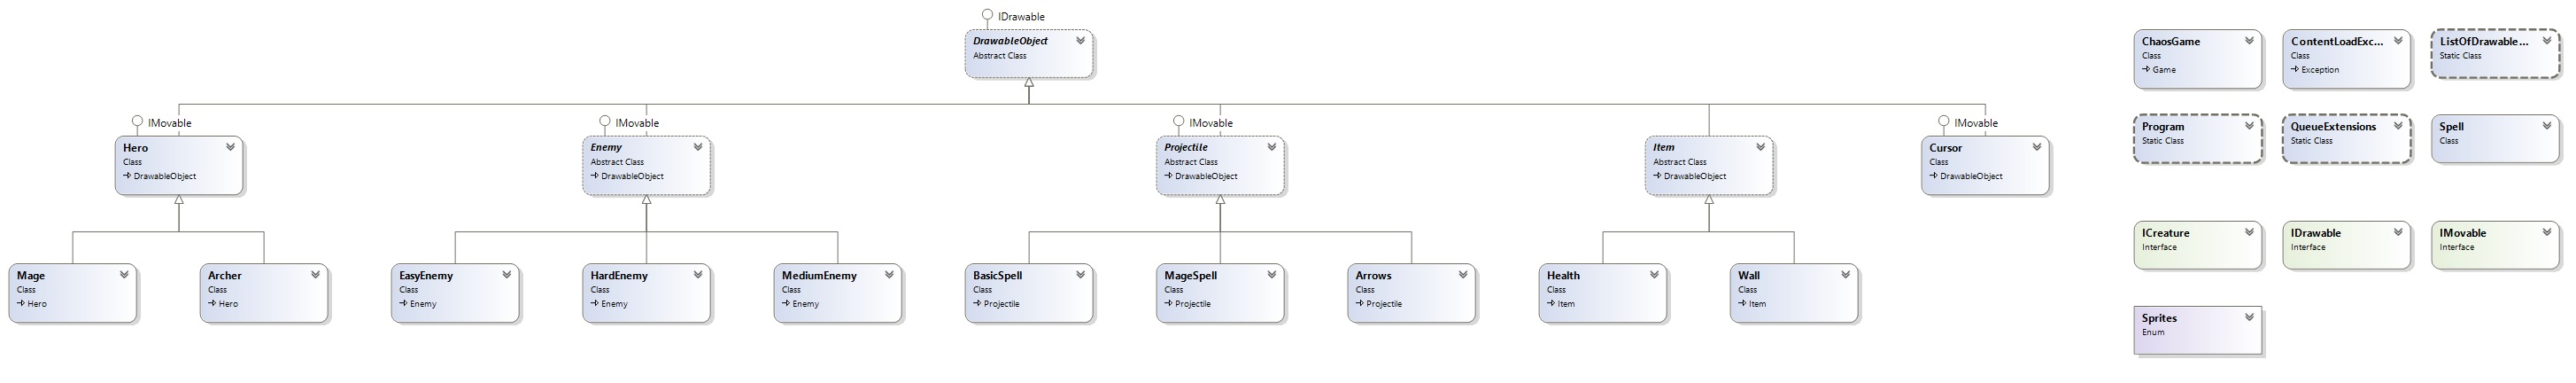 IDrawable
DrawableObject
Abstract Class
IMovable
Hero
Class
DrawableObject
IMovable
Enemy
Abstract Class
DrawableObject
IMovable
Projectile
Abstract Class
DrawableObject
Item
Abstract Class
DrawableObject
IMovable
Cursor
Class
DrawableObject
Mage
Class
Hero
Archer
Class
Hero
EasyEnemy
Class
Enemy
HardEnemy
Class
Enemy
MediumEnemy
Class
Enemy
BasicSpell
Class
Projectile
MageSpell
Class
Projectile
Arrows
Class
Projectile
Health
Class
Item
Wall
Class
Item
ChaosGame
Class
Game
ContentLoadExc...
Class
Exception
ListOfDrawable...
Static Class
Program
Static Class
QueueExtensions
Static Class
Spell
Class
ICreature
Interface
IDrawable
Interface
IMovable
Interface
Sprites
Enum